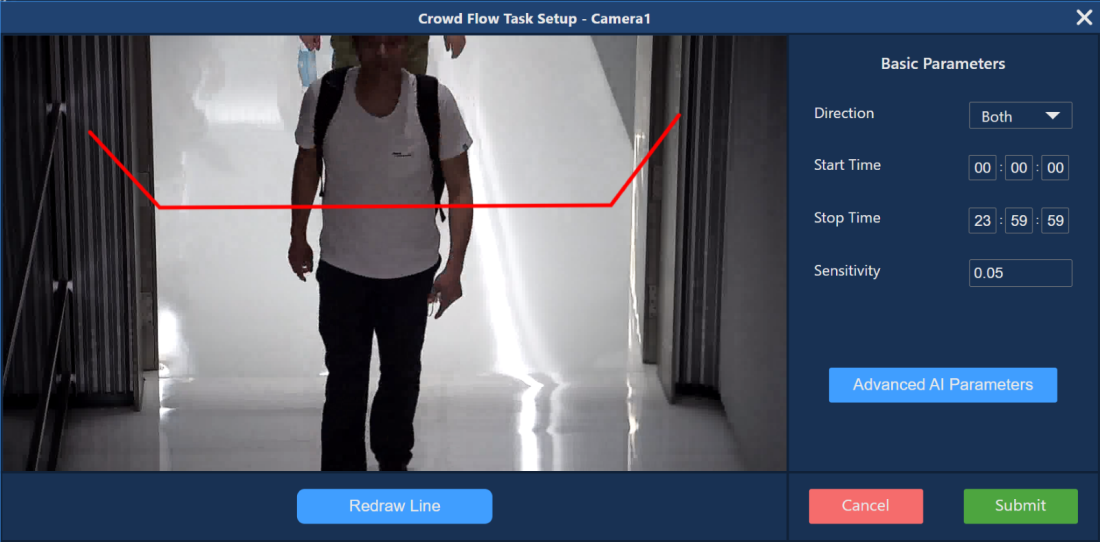 Crowd Flow Task Setup - Camera1
Basic Parameters
Direction Both
Start Time 00 : 00 : 00
Stop Time 23 : 59 : 59
Sensitivity 0.05
Advanced AI Parameters
Redraw Line
Cancel Submit